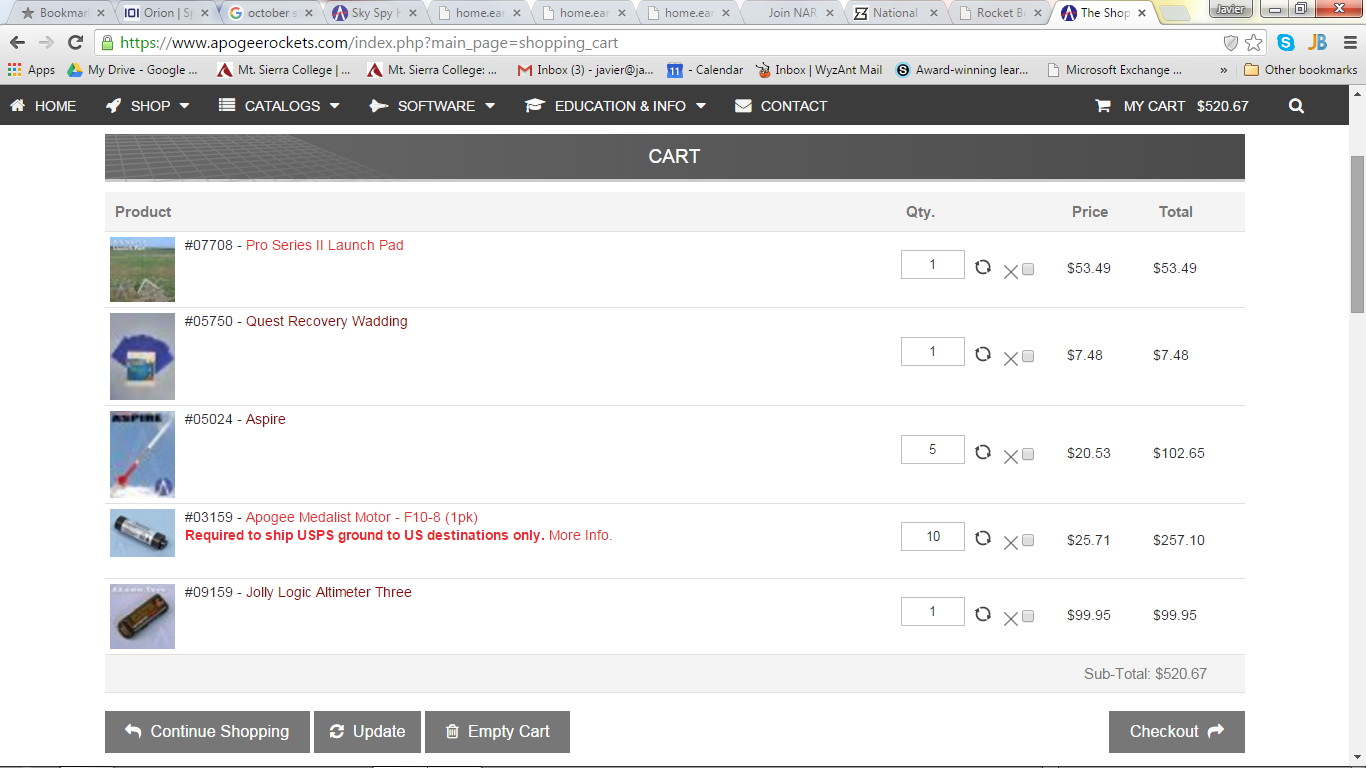 Bookmar
Orion | Sp
october s
Sky Spy
home.ear
home.ear
home.ear
Join NAR
National
Rocket B
The Shop
Javier
https://www.apogeerockets.com/index.php?main_page=shopping_cart
Apps
My Drive - Google ...
Mt. Sierra College | ...
Mt. Sierra College: ...
Inbox (3) - javier@ja...
11 - Calendar
Inbox | WyzAnt Mail
Award-winning lear...
Microsoft Exchange ...
»
Other bookmarks
HOME
SHOP
CATALOGS
SOFTWARE
EDUCATION & INFO
CONTACT
MY CART $520.67
CART
Product Qty. Price Total
#07708 - Pro Series II Launch Pad
1 $53.49 $53.49
#05750 - Quest Recovery Wadding
1 $7.48 $7.48
#05024 - Aspire
ASPIRE
5 $20.53 $102.65
#03159 - Apogee Medalist Motor - F10-8 (1pk)
Required to ship USPS ground to US destinations only. More Info.
10 $25.71 $257.10
#09159 - Jolly Logic Altimeter Three
1 $99.95 $99.95
Sub-Total: $520.67
Continue Shopping
Update
Empty Cart
Checkout